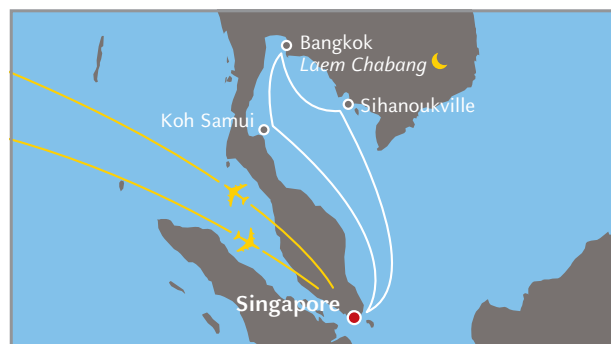 Bangkok
Laem Chabang
Sihanoukville
Koh Samui
Singapore